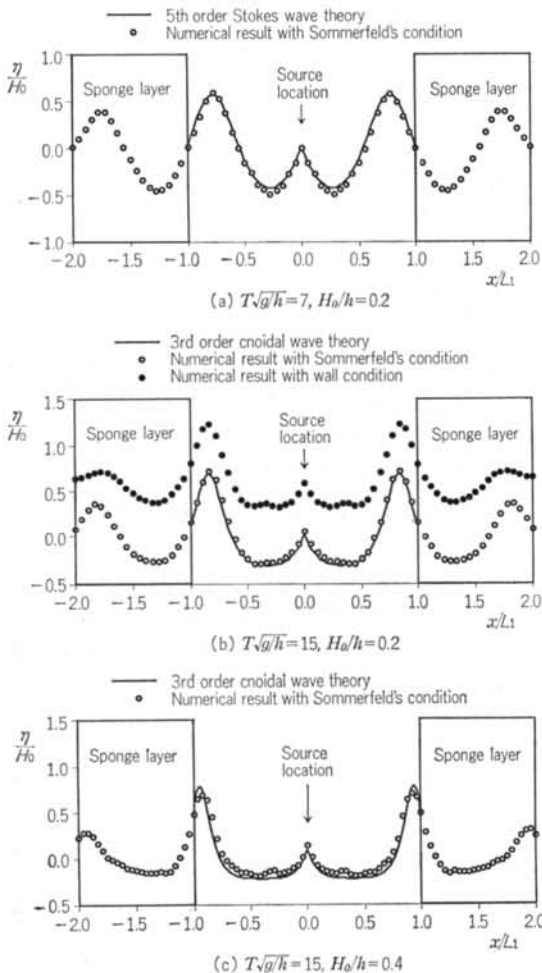 5th order Stokes wave theory
Numerical result with Sommerfeld's condition
η/H₀
Sponge layer
Source location
Sponge layer
1.0
0.5
0.0
−0.5
−1.0
−2.0 −1.5 −1.0 −0.5 0.0 0.5 1.0 1.5 2.0
x/L₁
(a) T√g/h=7, H₀/h=0.2
3rd order cnoidal wave theory
Numerical result with Sommerfeld's condition
Numerical result with wall condition
η/H₀
Sponge layer
Source location
Sponge layer
1.5
1.0
0.5
0.0
−0.5
−2.0 −1.5 −1.0 −0.5 0.0 0.5 1.0 1.5 2.0
x/L₁
(b) T√g/h=15, H₀/h=0.2
3rd order cnoidal wave theory
Numerical result with Sommerfeld's condition
η/H₀
Sponge layer
Source location
Sponge layer
1.5
1.0
0.5
0.0
−0.5
−2.0 −1.5 −1.0 −0.5 0.0 0.5 1.0 1.5 2.0
x/L₁
(c) T√g/h=15, H₀/h=0.4